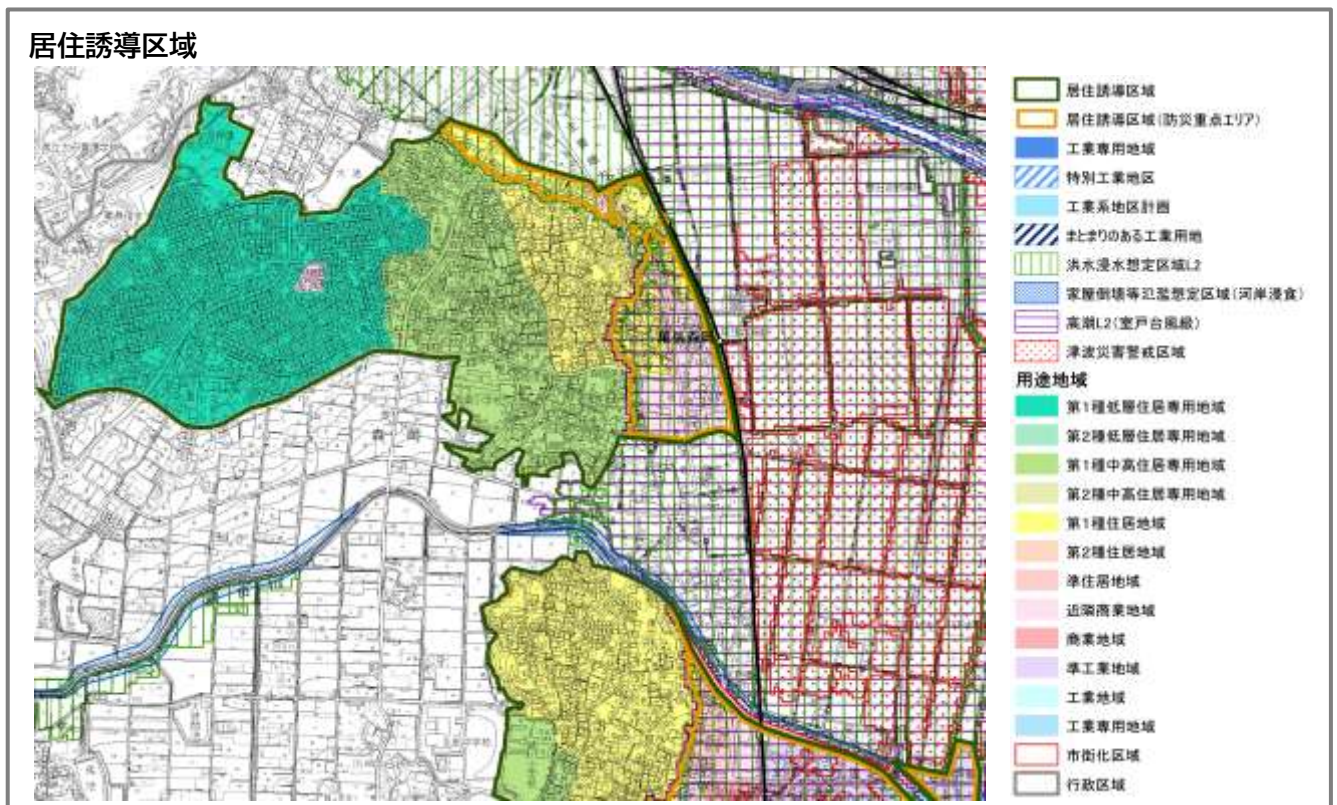 居住誘導区域
居住誘導区域
居住誘導区域(防災重点エリア)
工業専用地域
特別工業地区
工業系地区計画
まとまりのある工業用地
洪水浸水想定区域L2
家屋倒壊等氾濫想定区域(河岸浸食)
高潮L2(室戸台風級)
津波災害警戒区域
用途地域
第1種低層住居専用地域
第2種低層住居専用地域
第1種中高住居専用地域
第2種中高住居専用地域
第1種住居地域
第2種住居地域
準住居地域
近隣商業地域
商業地域
準工業地域
工業地域
工業専用地域
市街化区域
行政区域
森岡